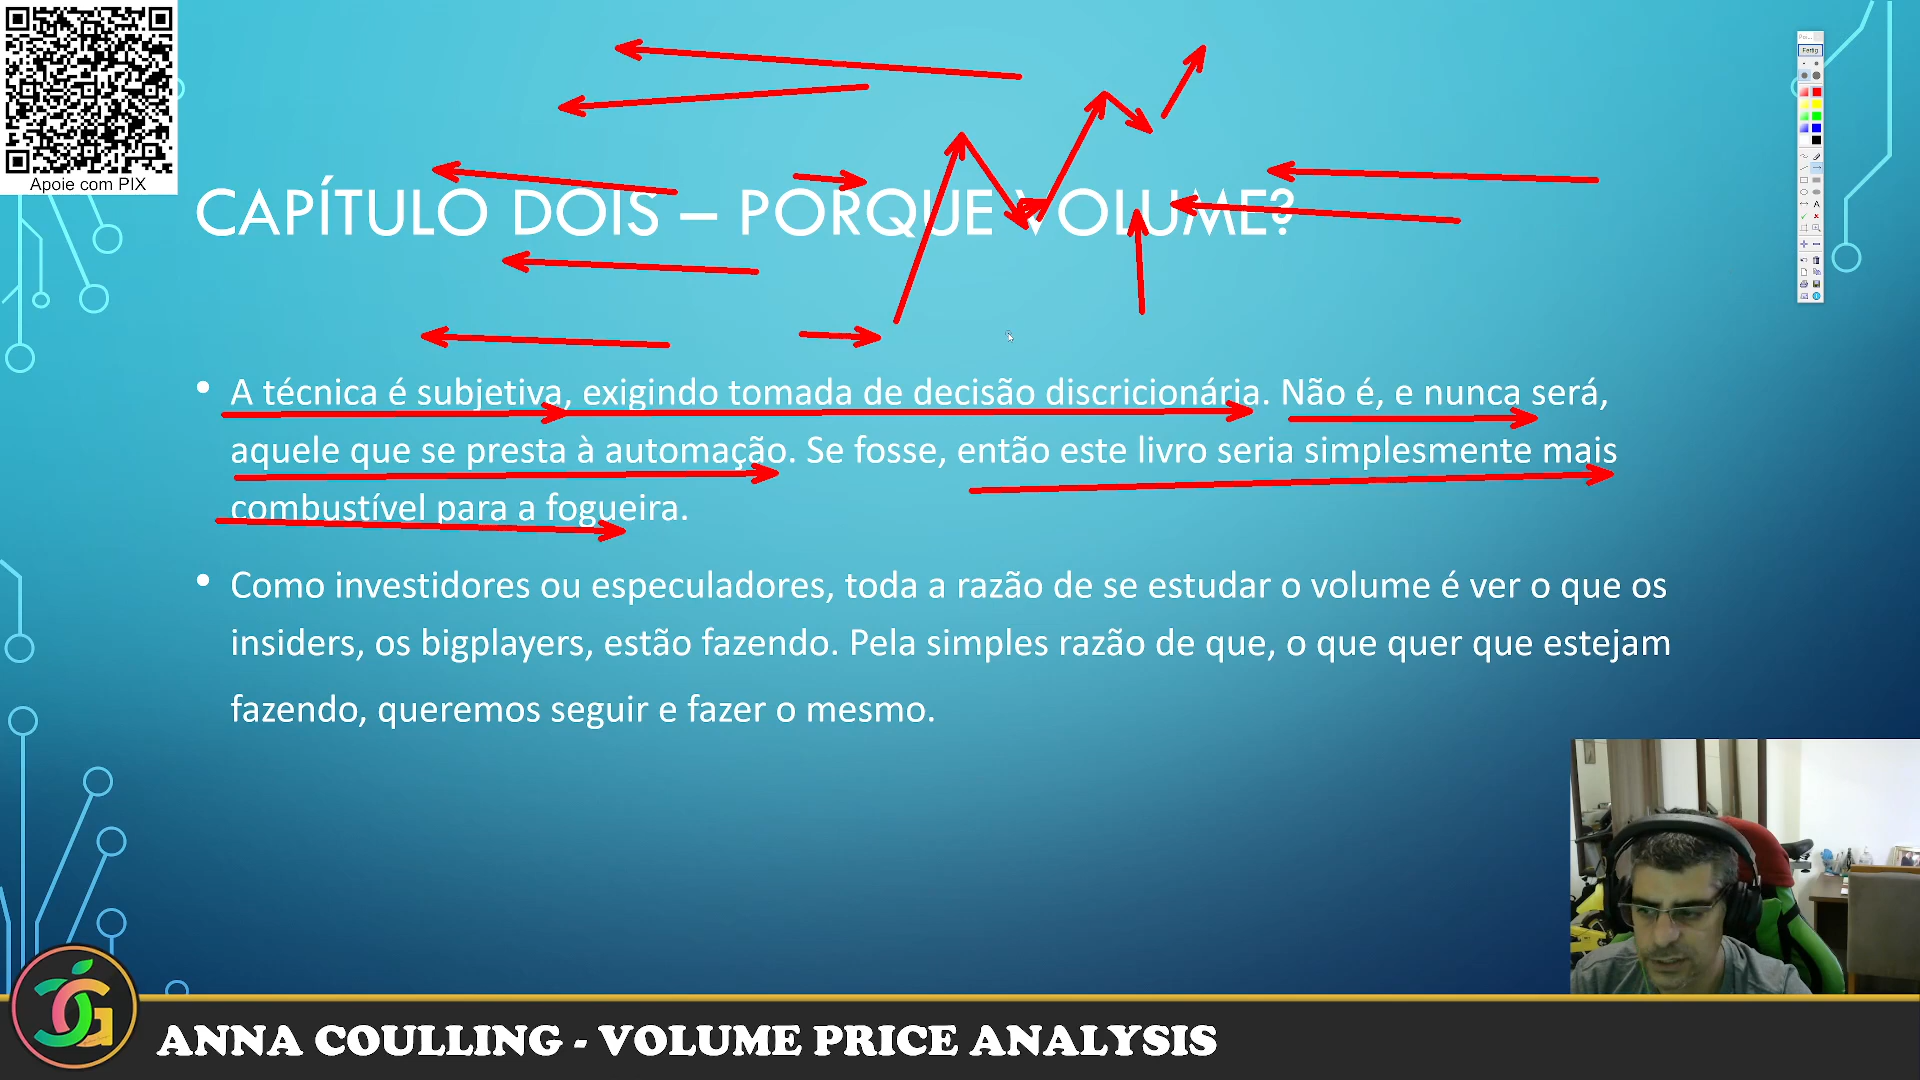 Apoie com PIX
CAPÍTULO DOIS – PORQUE VOLUME?
• A técnica é subjetiva, exigindo tomada de decisão discricionária. Não é, e nunca será,
aquele que se presta à automação. Se fosse, então este livro seria simplesmente mais
combustível para a fogueira.
• Como investidores ou especuladores, toda a razão de se estudar o volume é ver o que os
insiders, os bigplayers, estão fazendo. Pela simples razão de que, o que quer que estejam
fazendo, queremos seguir e fazer o mesmo.
Fertig
A
ANNA COULLING - VOLUME PRICE ANALYSIS